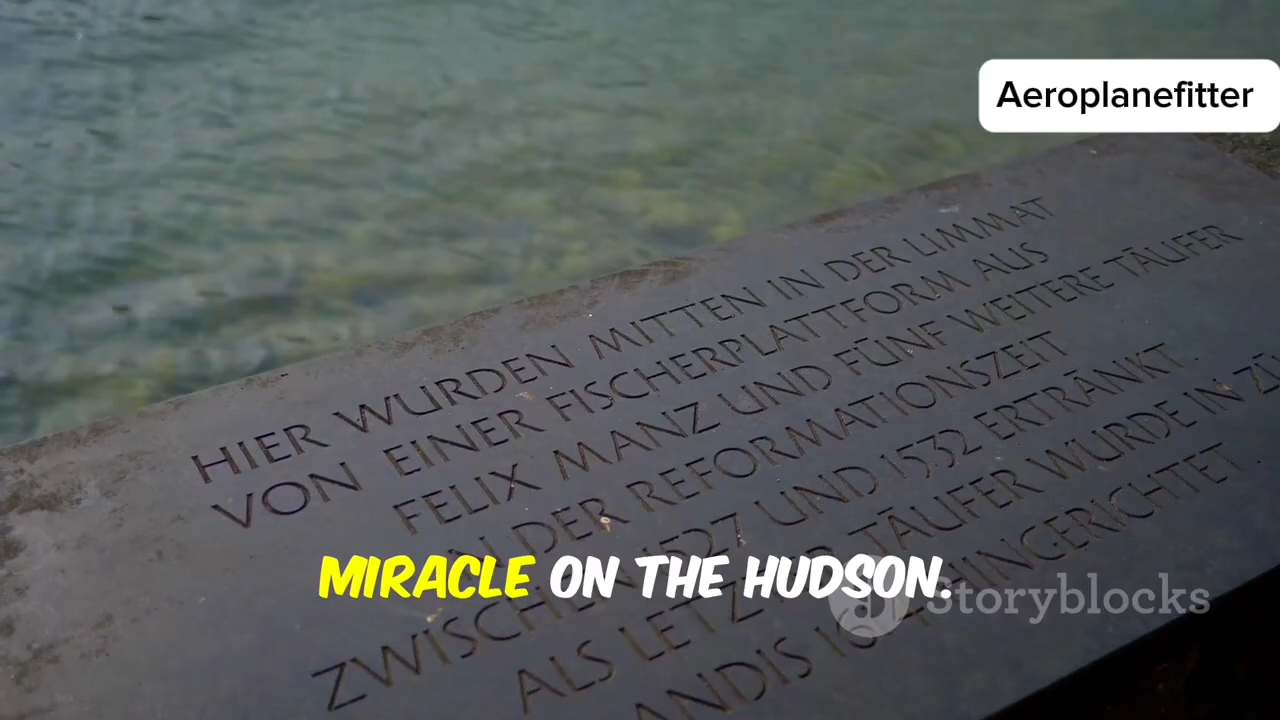 Aeroplanefitter
HIER WURDEN MITTEN IN DER LIMMAT
VON EINER FISCHERPLATTFORM AUS
FELIX MANZ UND FÜNF WEITERE TÄUFER
IN DER REFORMATIONSZEIT
ZWISCHEN 1527 UND 1532 ERTRÄNKT.
ALS LETZTER TÄUFER WURDE IN
HINGERICHTET.
MIRACLE ON THE HUDSON.
Storyblocks